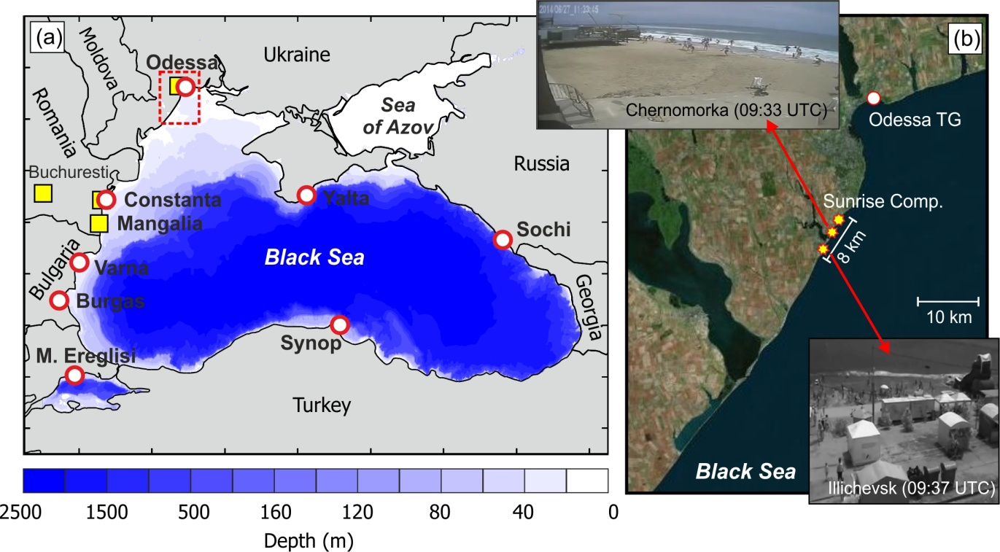 (a)
Moldova
Odessa
Ukraine
Romania
Sea
of Azov
Russia
Buchuresti
Constanta
Mangalia
Yalta
Sochi
Bulgaria
Varna
Black Sea
Burgas
Georgia
Synop
M. Ereglisi
Turkey
2500 1500 500 160 120 80 40 0
Depth (m)
2014/06/27_11:33:45
Chernomorka (09:33 UTC)
(b)
Odessa TG
Sunrise Comp.
8 km
10 km
Black Sea
Illichevsk (09:37 UTC)